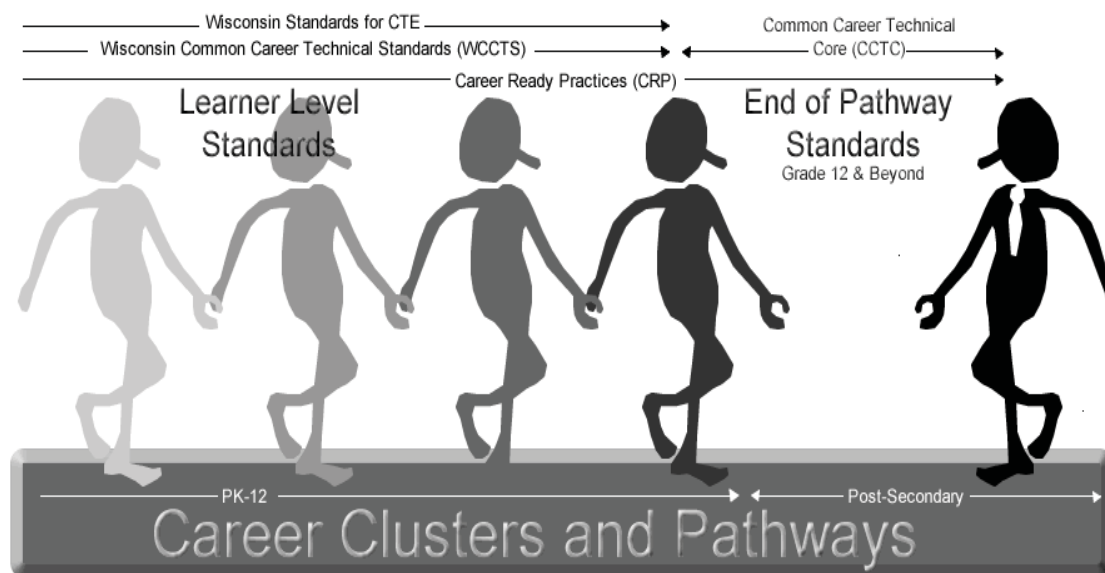 Wisconsin Standards for CTE
Wisconsin Common Career Technical Standards (WCCTS)
Common Career Technical
Core (CCTC)
Career Ready Practices (CRP)
Learner Level
Standards
End of Pathway
Standards
Grade 12 & Beyond
PK-12
Post-Secondary
Career Clusters and Pathways